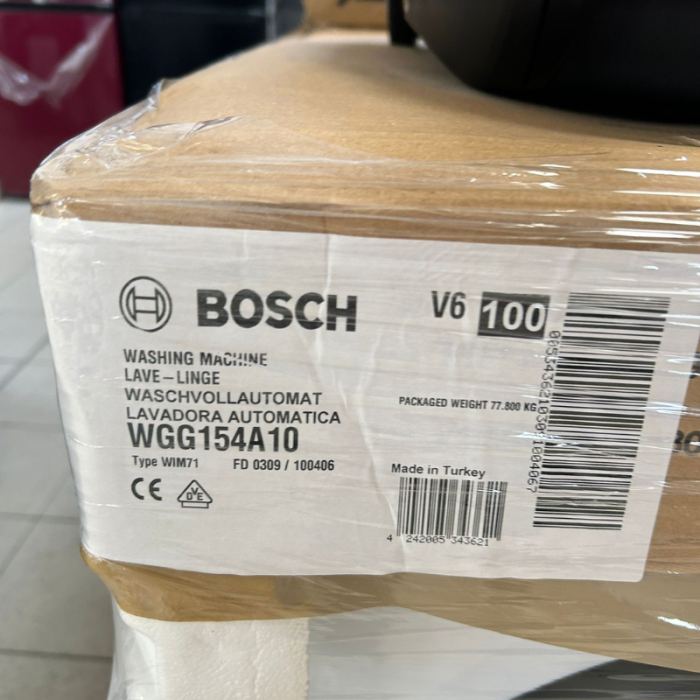 BOSCH
V6 100
WASHING MACHINE
LAVE-LINGE
WASCHVOLLAUTOMAT
LAVADORA AUTOMATICA
WGG154A10
Type WIM71 FD 0309 / 100406
CE
DVE
PACKAGED WEIGHT 77.800 KG
Made in Turkey
4 242005 343621